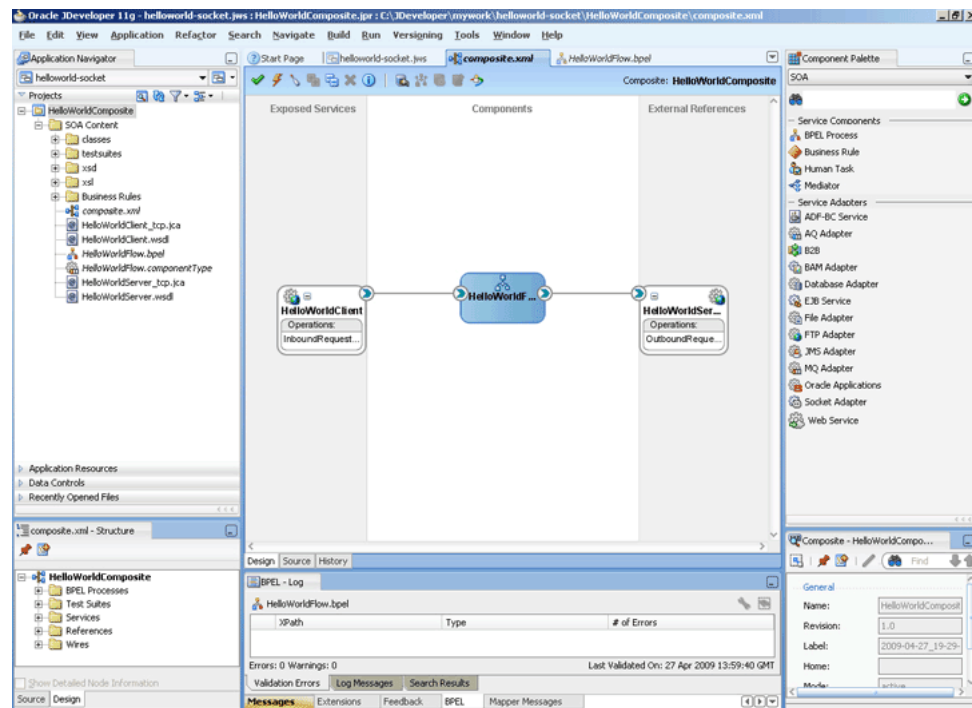 Oracle JDeveloper 11g - helloworld-socket.jws : HelloWorldComposite.jpr : C:\JDeveloper\mywork\helloworld-socket\HelloWorldComposite\composite.xml
File Edit View Application Refactor Search Navigate Build Run Versioning Tools Window Help
Application Navigator
helloworld-socket
Projects
HelloWorldComposite
SOA Content
classes
testsuites
xsd
xsl
Business Rules
composite.xml
HelloWorldClient_tcp.jca
HelloWorldClient.wsdl
HelloWorldFlow.bpel
HelloWorldFlow.componentType
HelloWorldServer_tcp.jca
HelloWorldServer.wsdl
Application Resources
Data Controls
Recently Opened Files
composite.xml - Structure
HelloWorldComposite
BPEL Processes
Test Suites
Services
References
Wires
Show Detailed Node Information
Source Design
Start Page helloworld-socket.jws composite.xml HelloWorldFlow.bpel
Composite: HelloWorldComposite
Exposed Services Components External References
HelloWorldClient
Operations:
InboundRequest...
HelloWorldF...
HelloWorldSer...
Operations:
OutboundReque...
Design Source History
BPEL - Log
HelloWorldFlow.bpel
XPath Type # of Errors
Errors: 0 Warnings: 0 Last Validated On: 27 Apr 2009 13:59:40 GMT
Validation Errors Log Messages Search Results
Messages Extensions Feedback BPEL Mapper Messages
Component Palette
SOA
Service Components
BPEL Process
Business Rule
Human Task
Mediator
Service Adapters
ADF-BC Service
AQ Adapter
B2B
BAM Adapter
Database Adapter
EJB Service
File Adapter
FTP Adapter
JMS Adapter
MQ Adapter
Oracle Applications
Socket Adapter
Web Service
Composite - HelloWorldCompo...
Find
General
Name: HelloWorldComposit
Revision: 1.0
Label: 2009-04-27_19-29-
Home:
Mode: active